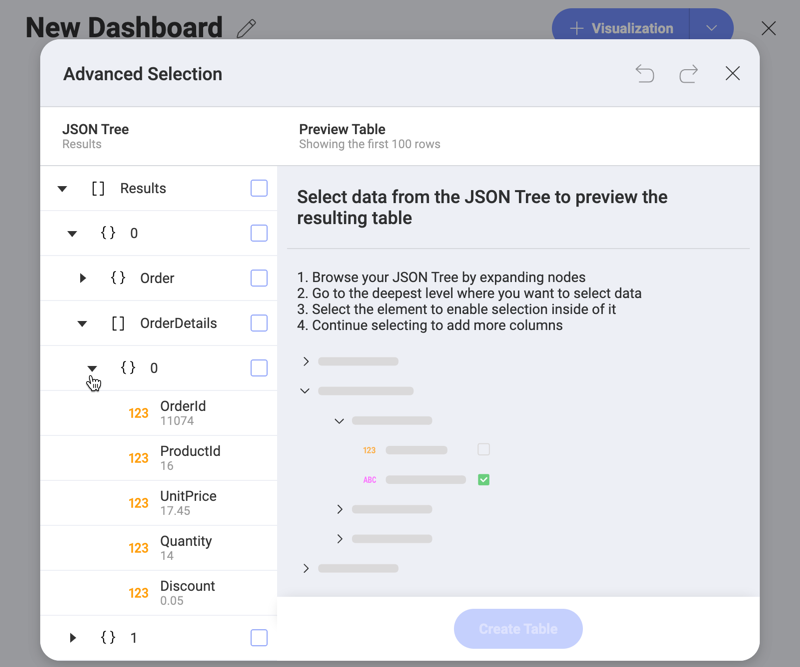 New Dashboard
Visualization
Advanced Selection
JSON Tree
Results
Preview Table
Showing the first 100 rows
[] Results
{} 0
{} Order
[] OrderDetails
{} 0
123 OrderId
11074
123 ProductId
16
123 UnitPrice
17.45
123 Quantity
14
123 Discount
0.05
{} 1
Select data from the JSON Tree to preview the
resulting table
1. Browse your JSON Tree by expanding nodes
2. Go to the deepest level where you want to select data
3. Select the element to enable selection inside of it
4. Continue selecting to add more columns
123
ABC
Create Table